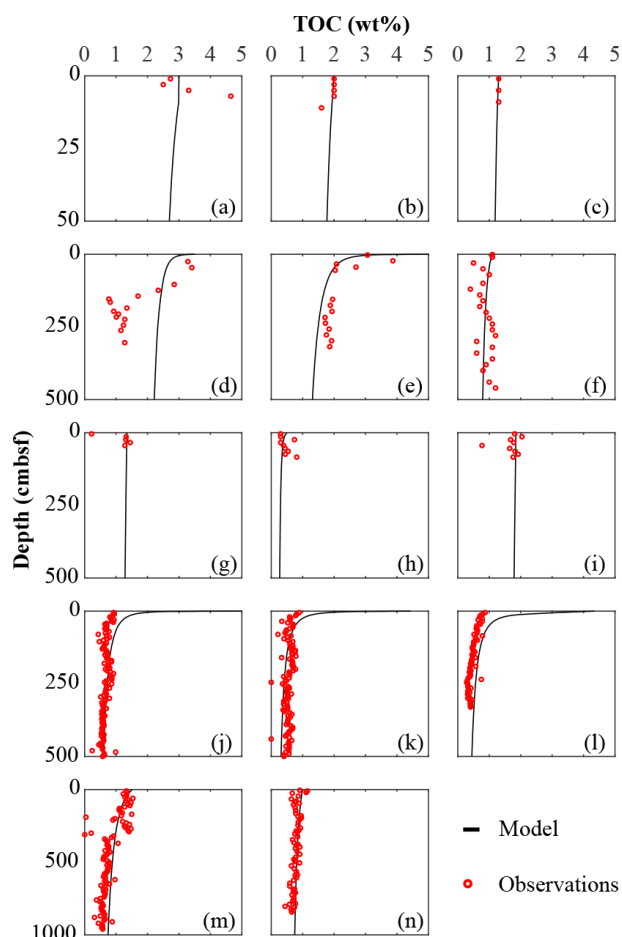 TOC (wt%)
0 1 2 3 4 5 0 1 2 3 4 5 0 1 2 3 4 5
0
25
50
(a) (b) (c)
0
250
500
(d) (e) (f)
0
250
500
(g) (h) (i)
Depth (cmbsf)
0
250
500
(j) (k) (l)
0
500
1000
(m) (n)
Model
Observations